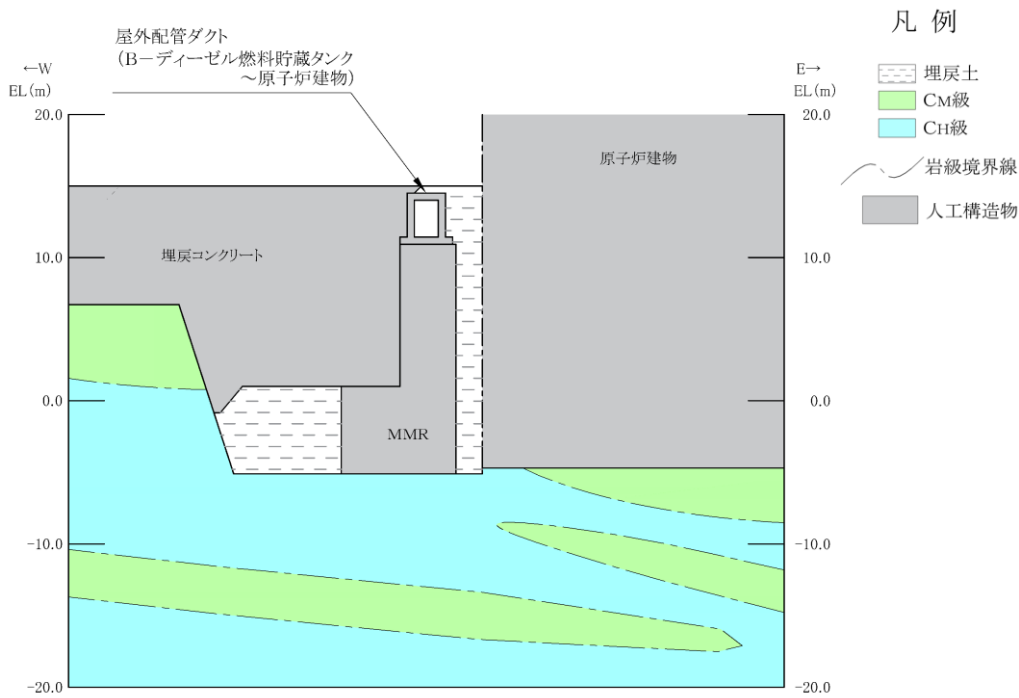 凡 例
屋外配管ダクト
(B－ディーゼル燃料貯蔵タンク
～原子炉建物)
←W
EL(m)
E→
EL(m)
埋戻土
CM級
CH級
岩級境界線
人工構造物
20.0
10.0
0.0
-10.0
-20.0
20.0
10.0
0.0
-10.0
-20.0
原子炉建物
埋戻コンクリート
MMR